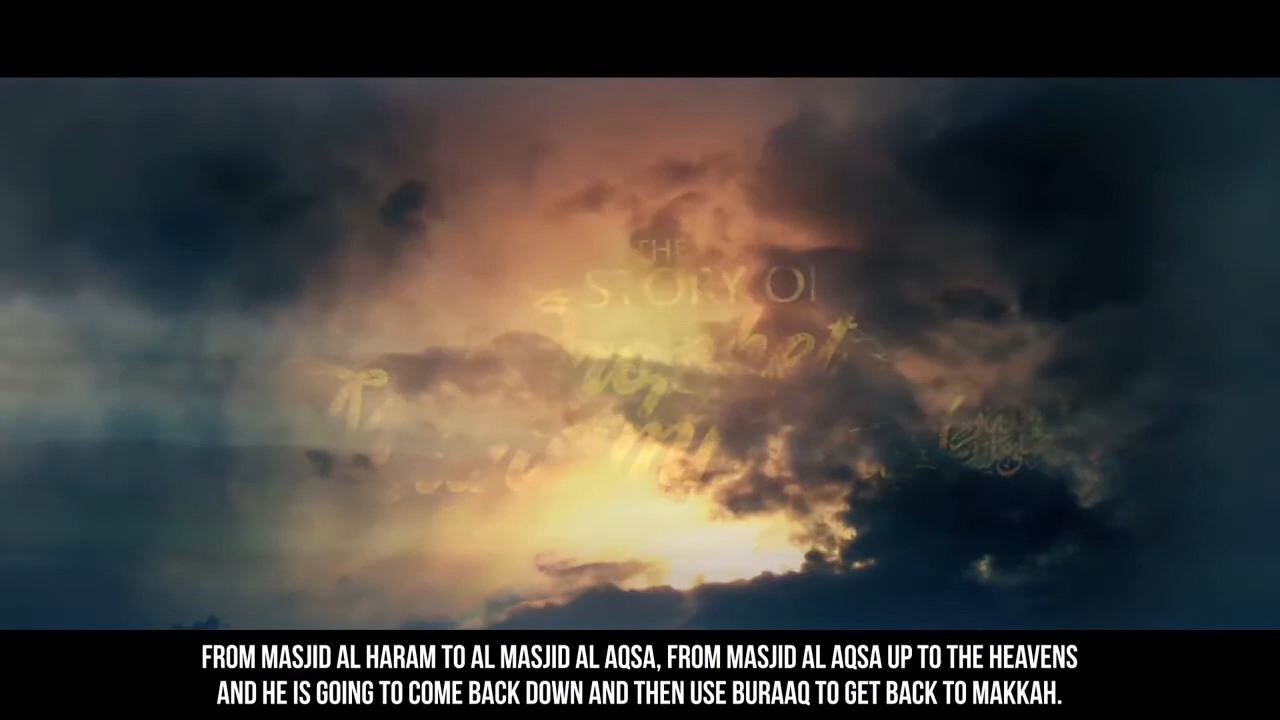 THE
STORY OF
FROM MASJID AL HARAM TO AL MASJID AL AQSA, FROM MASJID AL AQSA UP TO THE HEAVENS
AND HE IS GOING TO COME BACK DOWN AND THEN USE BURAAQ TO GET BACK TO MAKKAH.